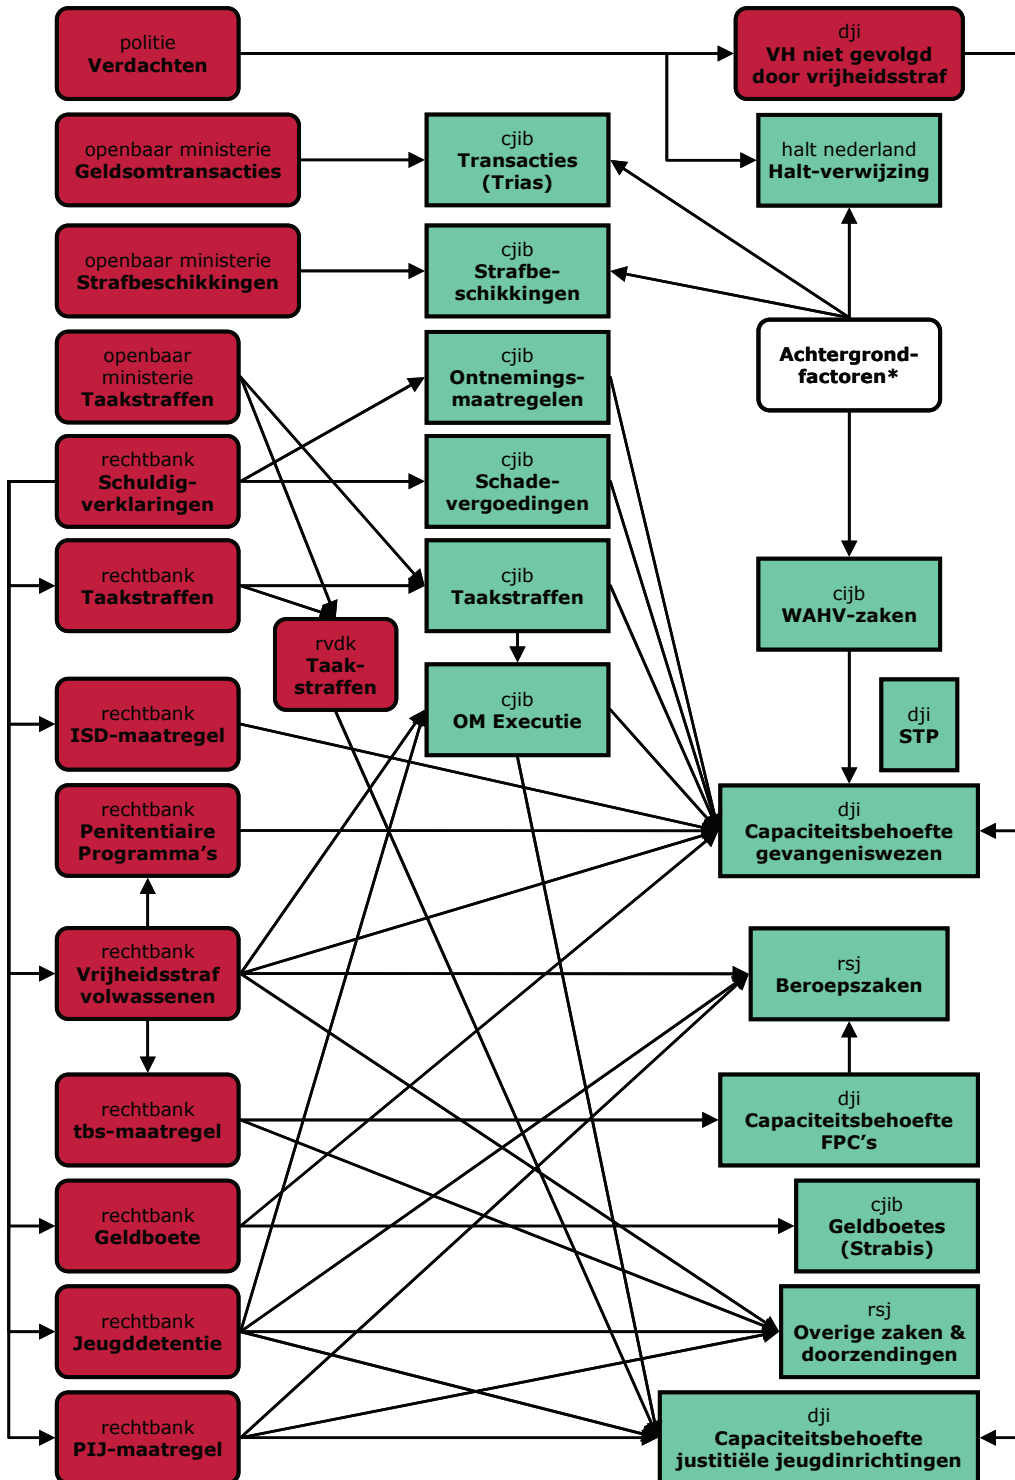 politie
Verdachten
dji
VH niet gevolgd
door vrijheidsstraf
openbaar ministerie
Geldsomtransacties
cjib
Transacties
(Trias)
halt nederland
Halt-verwijzing
openbaar ministerie
Strafbeschikkingen
cjib
Strafbe-
schikkingen
openbaar
ministerie
Taakstraffen
cjib
Ontnemings-
maatregelen
Achtergrond-
factoren*
rechtbank
Schuldig-
verklaringen
cjib
Schade-
vergoedingen
rechtbank
Taakstraffen
cjib
Taakstraffen
cijb
WAHV-zaken
rvdk
Taak-
straffen
rechtbank
ISD-maatregel
cjib
OM Executie
dji
STP
rechtbank
Penitentiaire
Programma's
dji
Capaciteitsbehoefte
gevangeniswezen
rechtbank
Vrijheidsstraf
volwassenen
rsj
Beroepszaken
rechtbank
tbs-maatregel
dji
Capaciteitsbehoefte
FPC's
rechtbank
Geldboete
cjib
Geldboetes
(Strabis)
rechtbank
Jeugddetentie
rsj
Overige zaken &
doorzendingen
rechtbank
PIJ-maatregel
dji
Capaciteitsbehoefte
justitiële jeugdinrichtingen